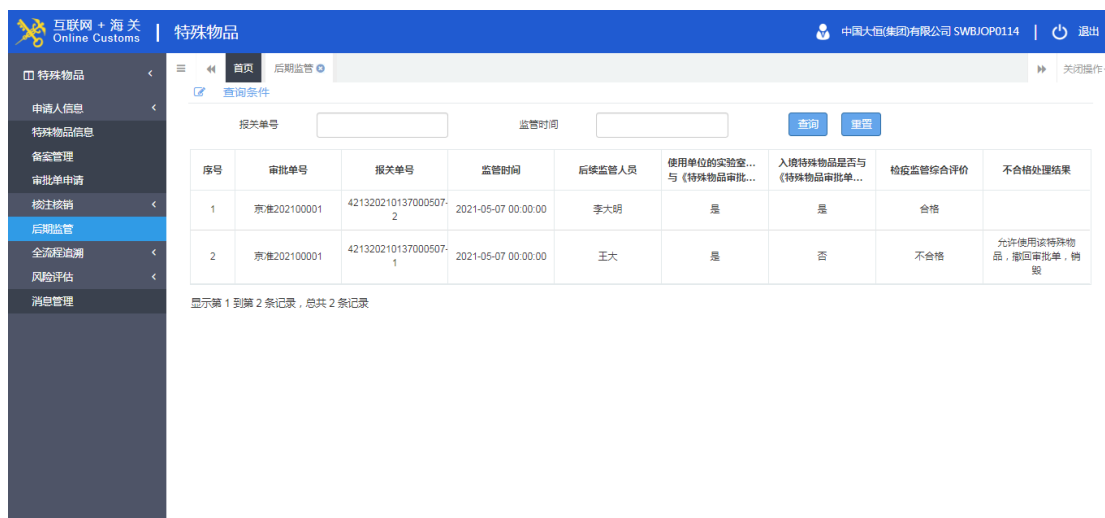 互联网 + 海 关
Online Customs
特殊物品
中国大恒(集团)有限公司 SWBJOP0114
退出
特殊物品
申请人信息
特殊物品信息
备案管理
审批单申请
核注核销
后期监管
全流程追溯
风险评估
消息管理
首页
后期监管
关闭操作
查询条件
报关单号
监管时间
查询
重置
序号
审批单号
报关单号
监管时间
后续监管人员
使用单位的实验室...
与《特殊物品审批...
入境特殊物品是否与
《特殊物品审批单...
检疫监管综合评价
不合格处理结果
1
京准202100001
421320210137000507-
2
2021-05-07 00:00:00
李大明
是
是
合格
2
京准202100001
421320210137000507-
1
2021-05-07 00:00:00
王大
是
否
不合格
允许使用该特殊物
品，撤回审批单，销
毁
显示第 1 到第 2 条记录，总共 2 条记录